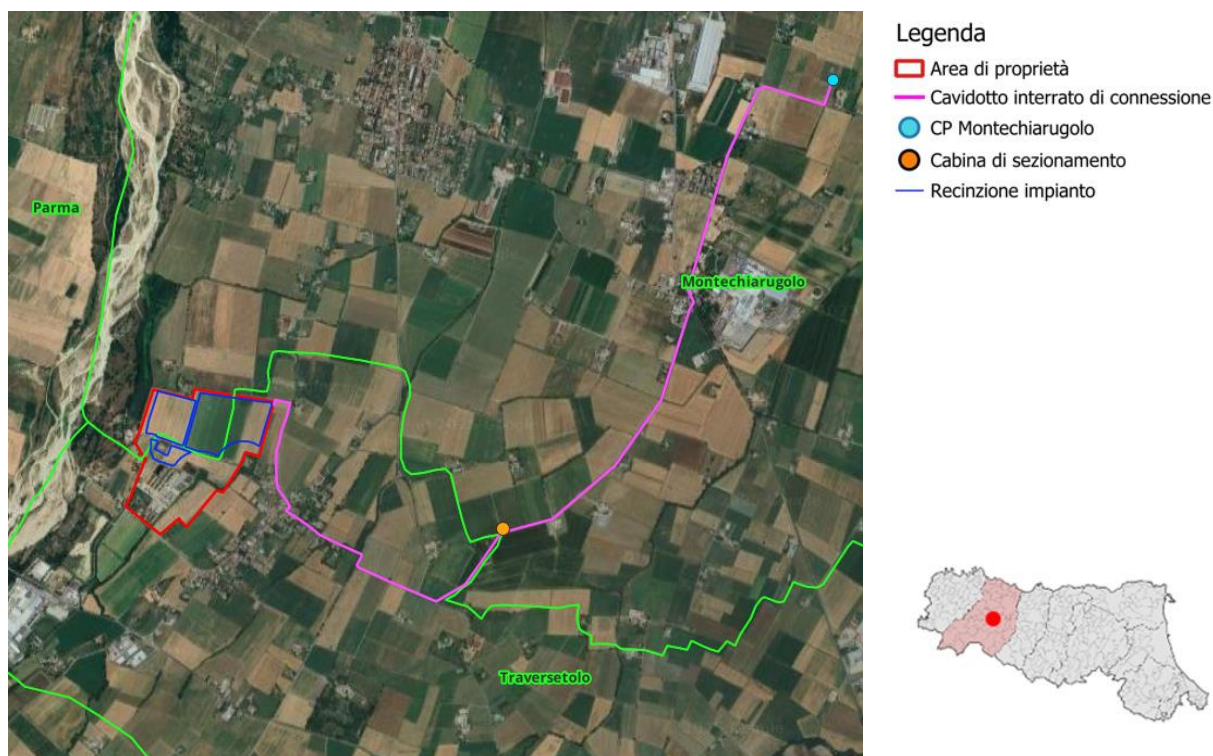 Legenda
Area di proprietà
Cavidotto interrato di connessione
CP Montechiarugolo
Cabina di sezionamento
Recinzione impianto
Parma
Montechiarugolo
Traversetolo